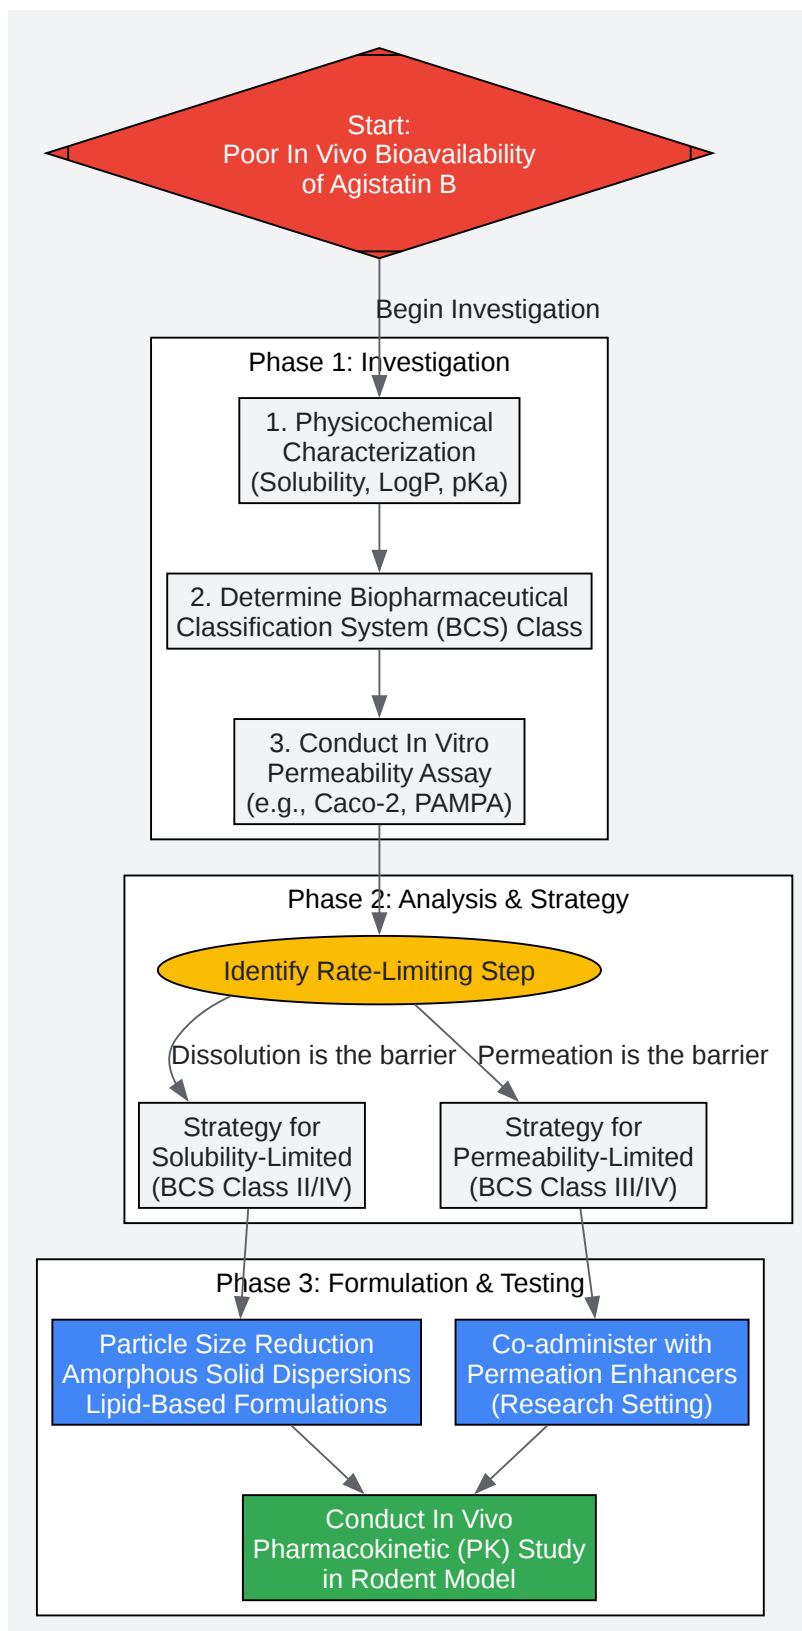 Start:
Poor In Vivo Bioavailability
of Agistatin B
Begin Investigation
Phase 1: Investigation
1. Physicochemical
Characterization
(Solubility, LogP, pKa)
2. Determine Biopharmaceutical
Classification System (BCS) Class
3. Conduct In Vitro
Permeability Assay
(e.g., Caco-2, PAMPA)
Phase 2: Analysis & Strategy
Identify Rate-Limiting Step
Dissolution is the barrier
Permeation is the barrier
Strategy for
Solubility-Limited
(BCS Class II/IV)
Strategy for
Permeability-Limited
(BCS Class III/IV)
Phase 3: Formulation & Testing
Particle Size Reduction
Amorphous Solid Dispersions
Lipid-Based Formulations
Co-administer with
Permeation Enhancers
(Research Setting)
Conduct In Vivo
Pharmacokinetic (PK) Study
in Rodent Model